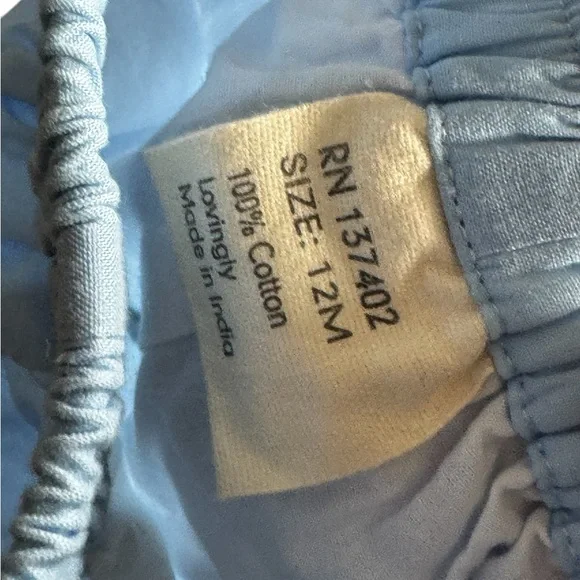 RN 137402
SIZE: 12M
100% Cotton
Lovingly
Made in India